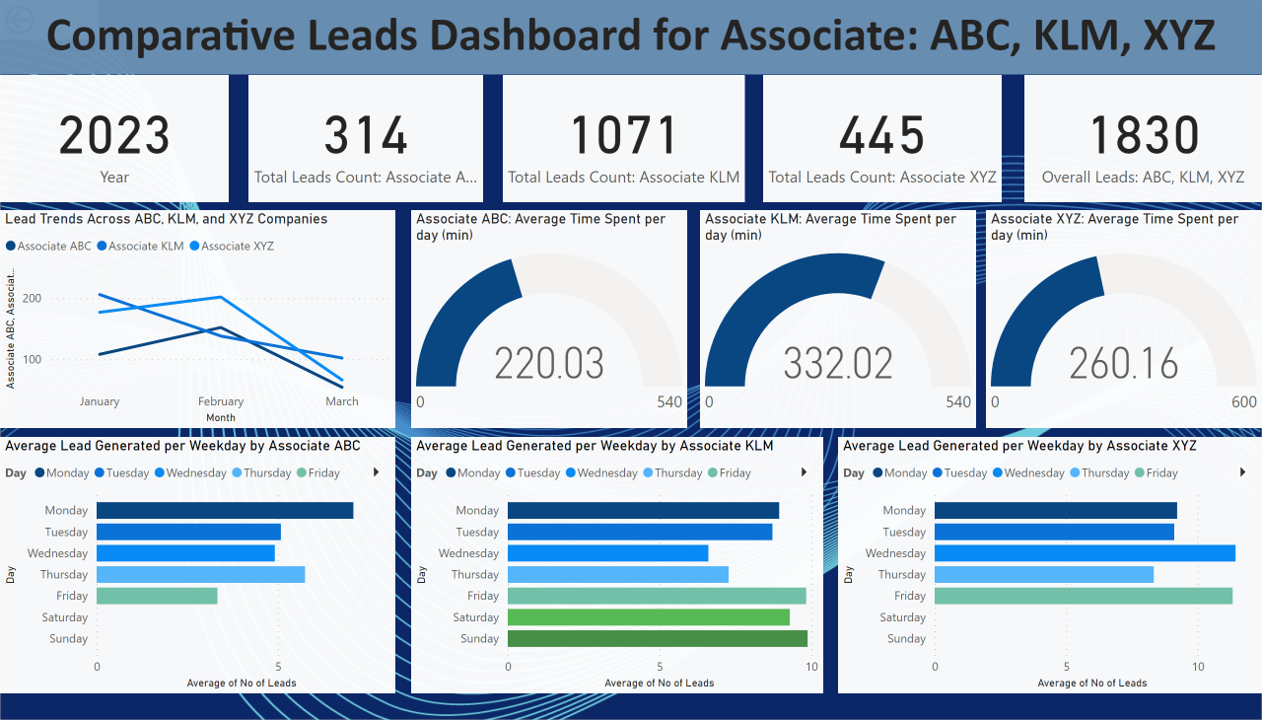 Comparative Leads Dashboard for Associate: ABC, KLM, XYZ
2023
Year
314
Total Leads Count: Associate A...
1071
Total Leads Count: Associate KLM
445
Total Leads Count: Associate XYZ
1830
Overall Leads: ABC, KLM, XYZ
Lead Trends Across ABC, KLM, and XYZ Companies
Associate ABC Associate KLM Associate XYZ
Associate ABC, Associat...
200
100
January February March
Month
Associate ABC: Average Time Spent per
day (min)
220.03
0 540
Associate KLM: Average Time Spent per
day (min)
332.02
0 540
Associate XYZ: Average Time Spent per
day (min)
260.16
0 600
Average Lead Generated per Weekday by Associate ABC
Day Monday Tuesday Wednesday Thursday Friday
Day
Monday
Tuesday
Wednesday
Thursday
Friday
Saturday
Sunday
0 5
Average of No of Leads
Average Lead Generated per Weekday by Associate KLM
Day Monday Tuesday Wednesday Thursday Friday
Day
Monday
Tuesday
Wednesday
Thursday
Friday
Saturday
Sunday
0 5 10
Average of No of Leads
Average Lead Generated per Weekday by Associate XYZ
Day Monday Tuesday Wednesday Thursday Friday
Day
Monday
Tuesday
Wednesday
Thursday
Friday
Saturday
Sunday
0 5 10
Average of No of Leads